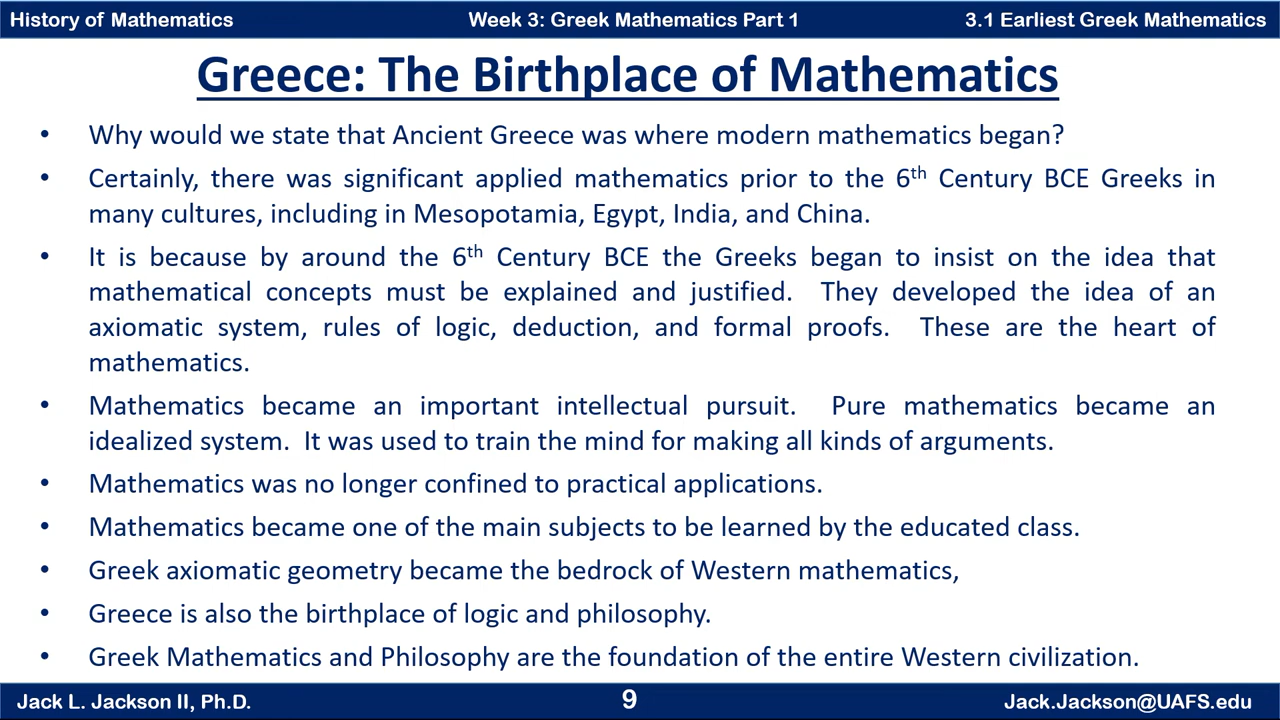 History of Mathematics
Week 3: Greek Mathematics Part 1
3.1 Earliest Greek Mathematics
Greece: The Birthplace of Mathematics
• Why would we state that Ancient Greece was where modern mathematics began?
• Certainly, there was significant applied mathematics prior to the 6th Century BCE Greeks in
many cultures, including in Mesopotamia, Egypt, India, and China.
• It is because by around the 6th Century BCE the Greeks began to insist on the idea that
mathematical concepts must be explained and justified. They developed the idea of an
axiomatic system, rules of logic, deduction, and formal proofs. These are the heart of
mathematics.
• Mathematics became an important intellectual pursuit. Pure mathematics became an
idealized system. It was used to train the mind for making all kinds of arguments.
• Mathematics was no longer confined to practical applications.
• Mathematics became one of the main subjects to be learned by the educated class.
• Greek axiomatic geometry became the bedrock of Western mathematics,
• Greece is also the birthplace of logic and philosophy.
• Greek Mathematics and Philosophy are the foundation of the entire Western civilization.
Jack L. Jackson II, Ph.D.
9
Jack.Jackson@UAFS.edu